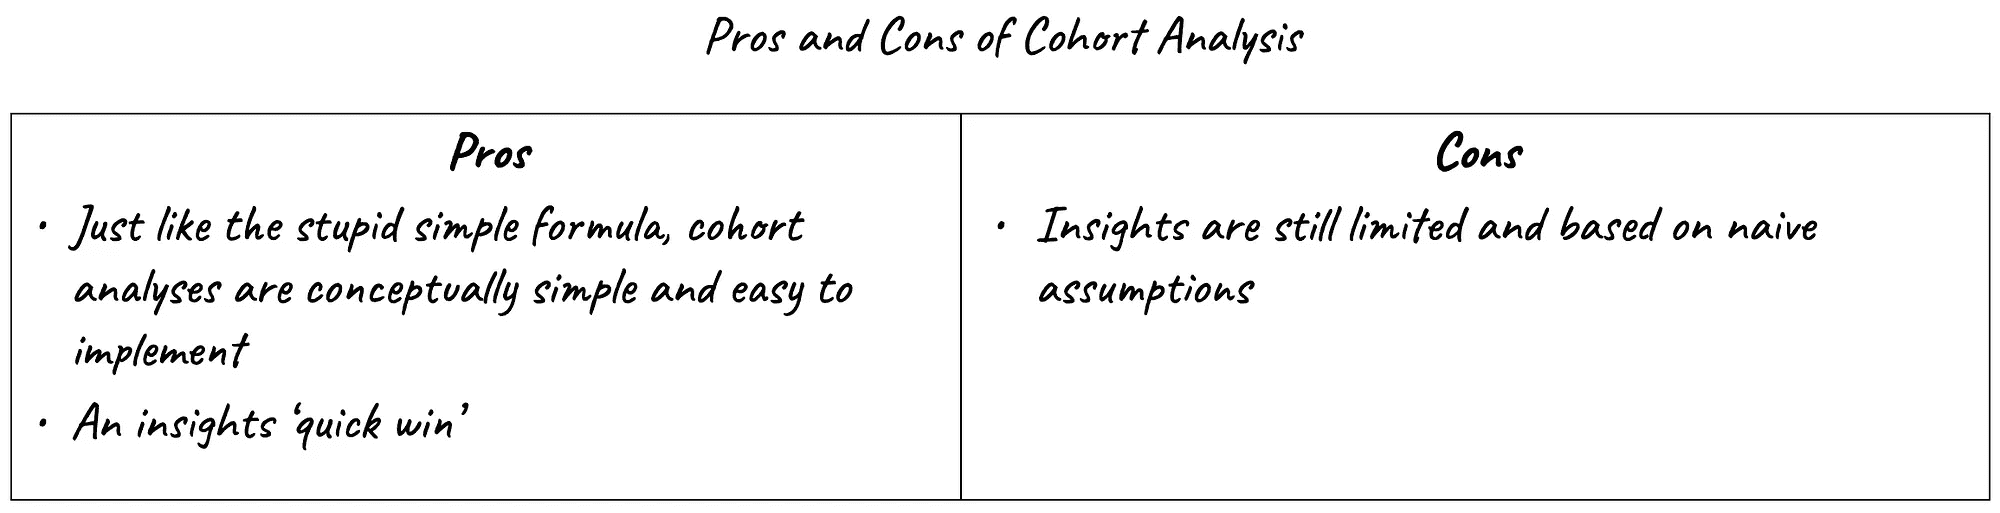 Pros and Cons of Cohort Analysis
Pros
• Just like the stupid simple formula, cohort
analyses are conceptually simple and easy to
implement
• An insights ‘quick win’
Cons
• Insights are still limited and based on naive
assumptions